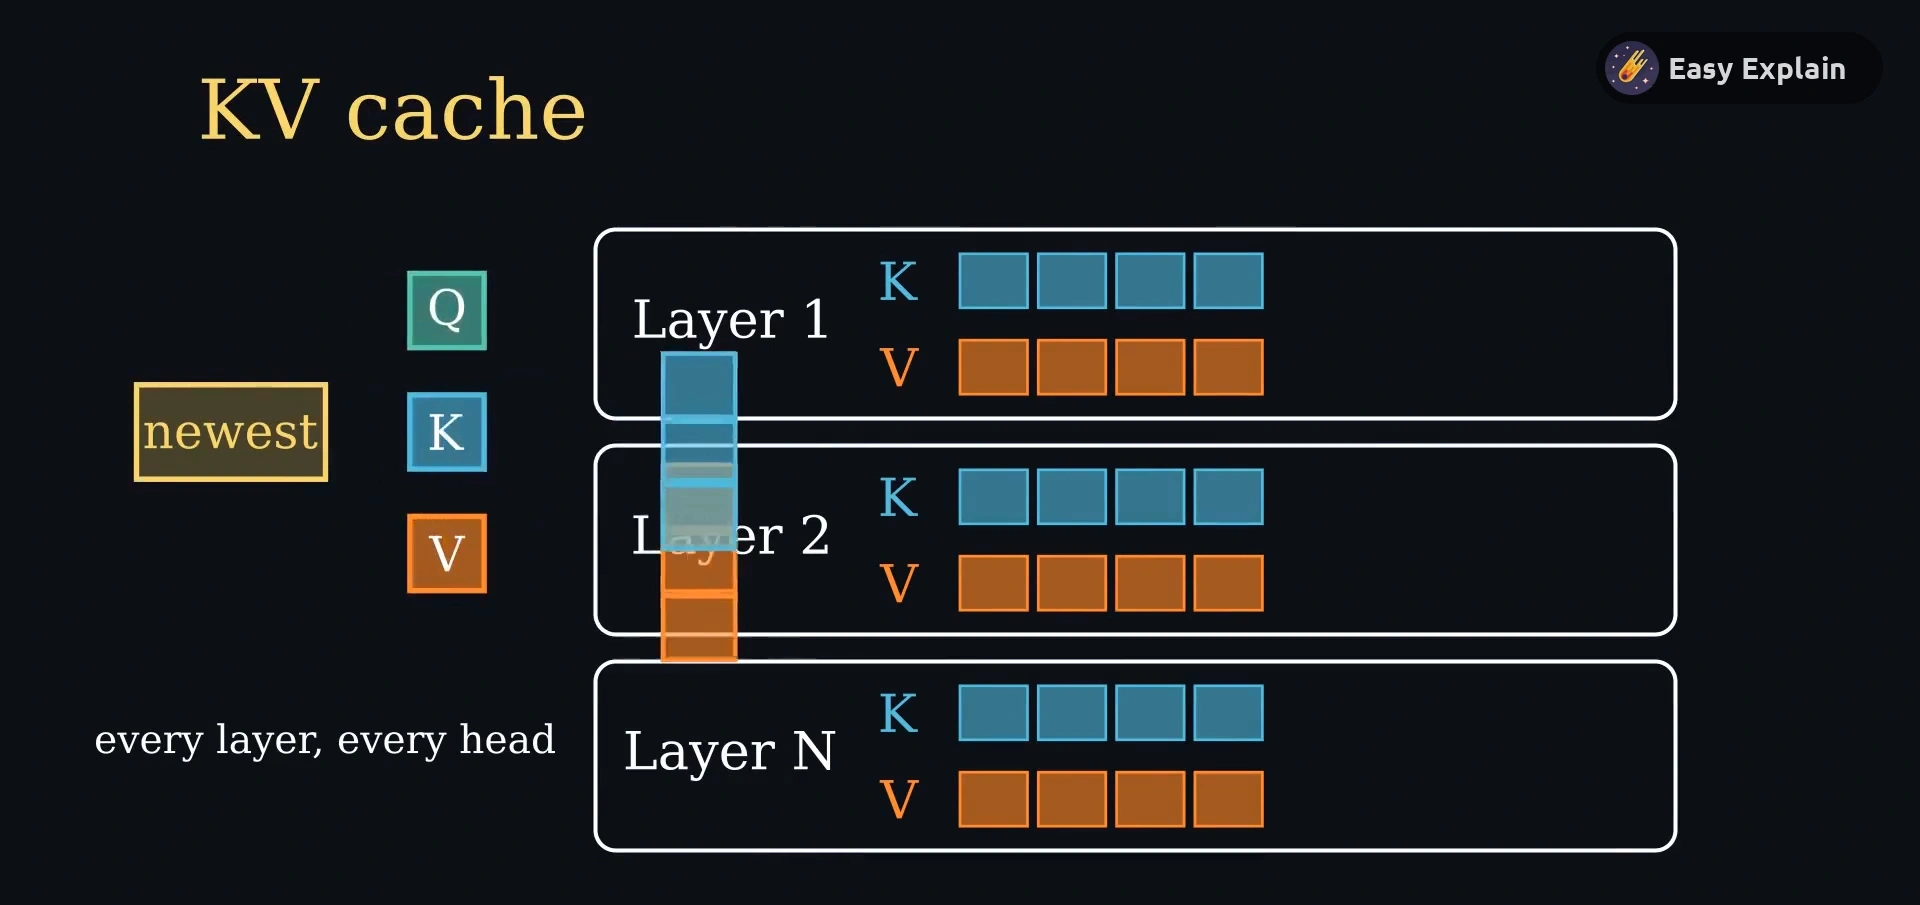 KV cache
Easy Explain
Q
newest
K
V
every layer, every head
Layer 1
K
V
Layer 2
K
V
Layer N
K
V